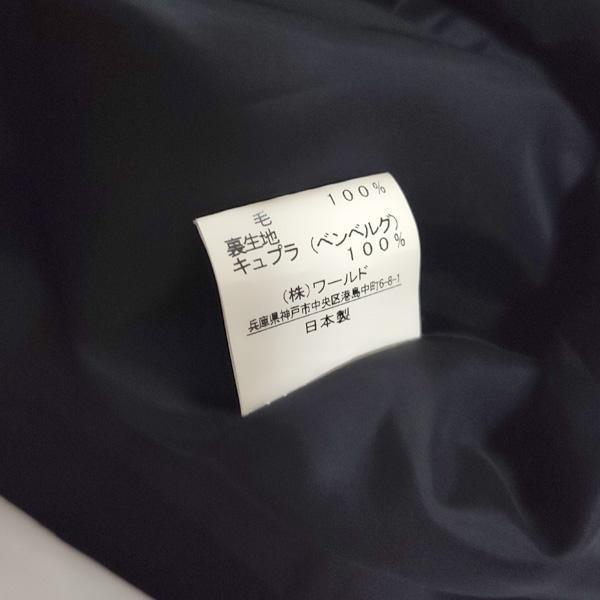 毛 100%
裏生地
キュプラ (ベンベルグ)
100%
(株)ワールド
兵庫県神戸市中央区港島中町6-8-1
日本製